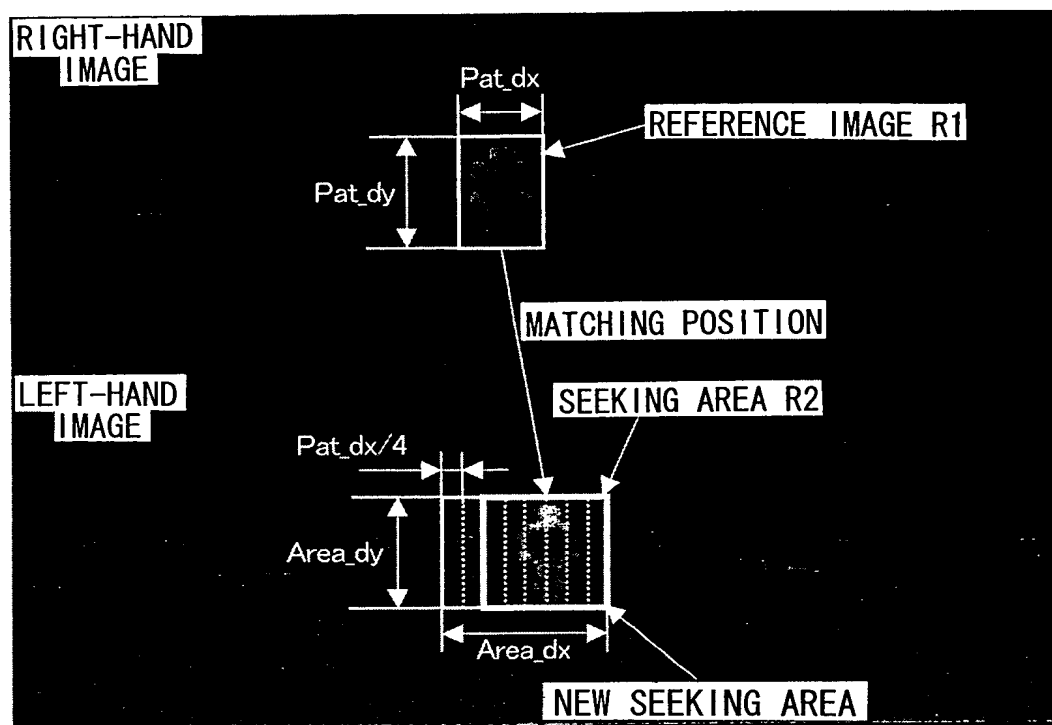 RIGHT-HAND
IMAGE
Pat_dx
REFERENCE IMAGE R1
Pat_dy
MATCHING POSITION
LEFT-HAND
IMAGE
SEEKING AREA R2
Pat_dx/4
Area_dy
Area_dx
NEW SEEKING AREA